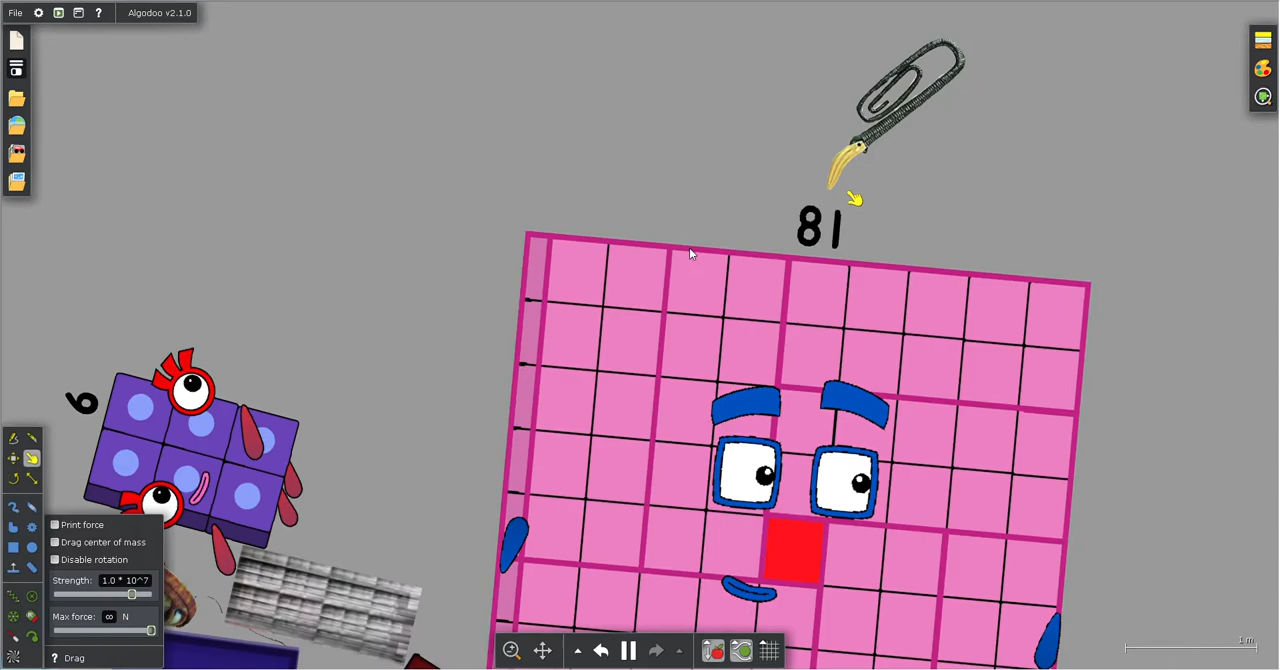 File ? Algodoo v2.1.0
81
6
Print force
Drag center of mass
Disable rotation
Strength: 1.0 * 10^7
Max force: ∞ N
? Drag
1 m